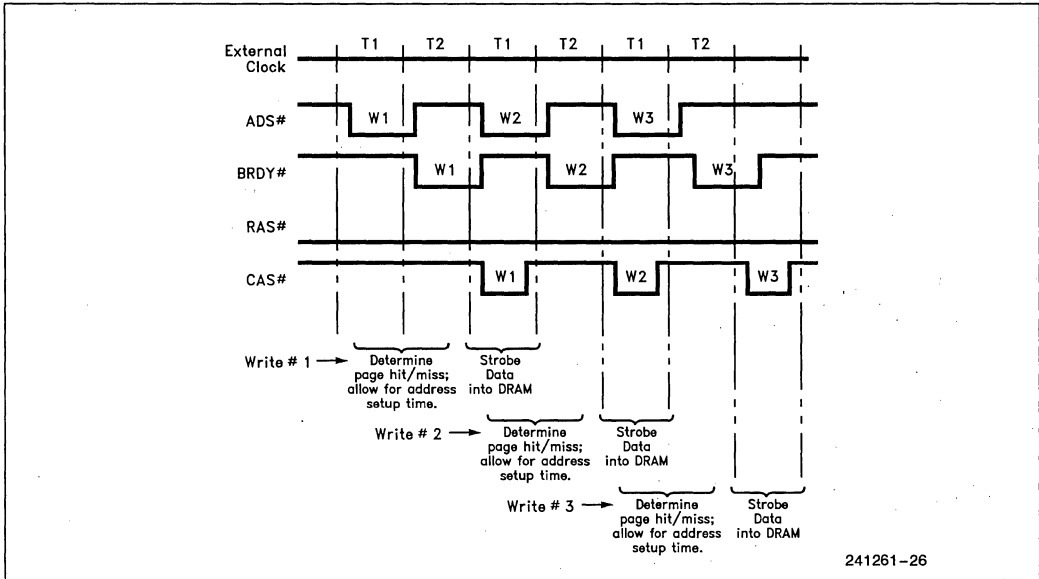 T1 T2 T1 T2 T1 T2
External
Clock
ADS# W1 W2 W3
BRDY# W1 W2 W3
RAS#
CAS# W1 W2 W3
Write # 1 → Determine
page hit/miss;
allow for address
setup time.
Strobe
Data
into DRAM
Write # 2 → Determine
page hit/miss;
allow for address
setup time.
Strobe
Data
into DRAM
Write # 3 → Determine
page hit/miss;
allow for address
setup time.
Strobe
Data
into DRAM
241261-26